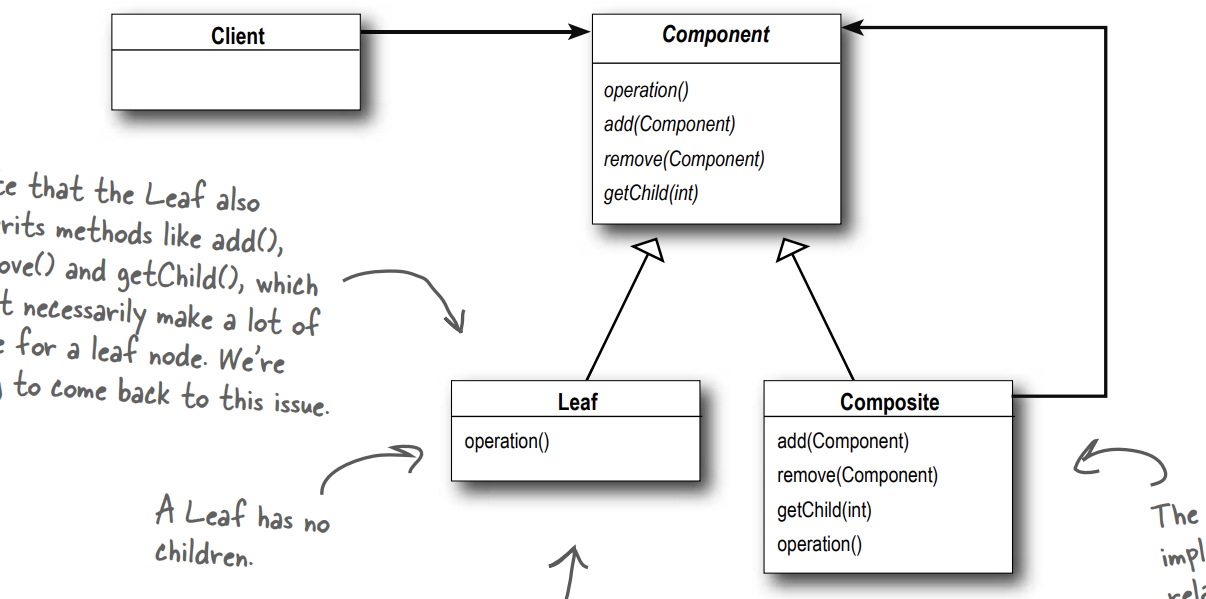 Client
Component
operation()
add(Component)
remove(Component)
getChild(int)
that the Leaf also
methods like add(),
and getChild(), which
necessarily make a lot of
for a leaf node. We're
to come back to this issue.
Leaf
operation()
Composite
add(Component)
remove(Component)
getChild(int)
operation()
A Leaf has no
children.
The